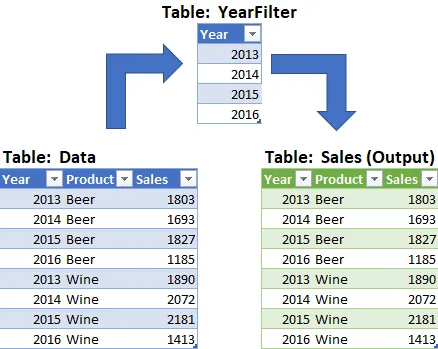 Table: YearFilter
Year
2013
2014
2015
2016
Table: Data
Year Product Sales
2013 Beer 1803
2014 Beer 1693
2015 Beer 1827
2016 Beer 1185
2013 Wine 1890
2014 Wine 2072
2015 Wine 2181
2016 Wine 1413
Table: Sales (Output)
Year Product Sales
2013 Beer 1803
2014 Beer 1693
2015 Beer 1827
2016 Beer 1185
2013 Wine 1890
2014 Wine 2072
2015 Wine 2181
2016 Wine 1413